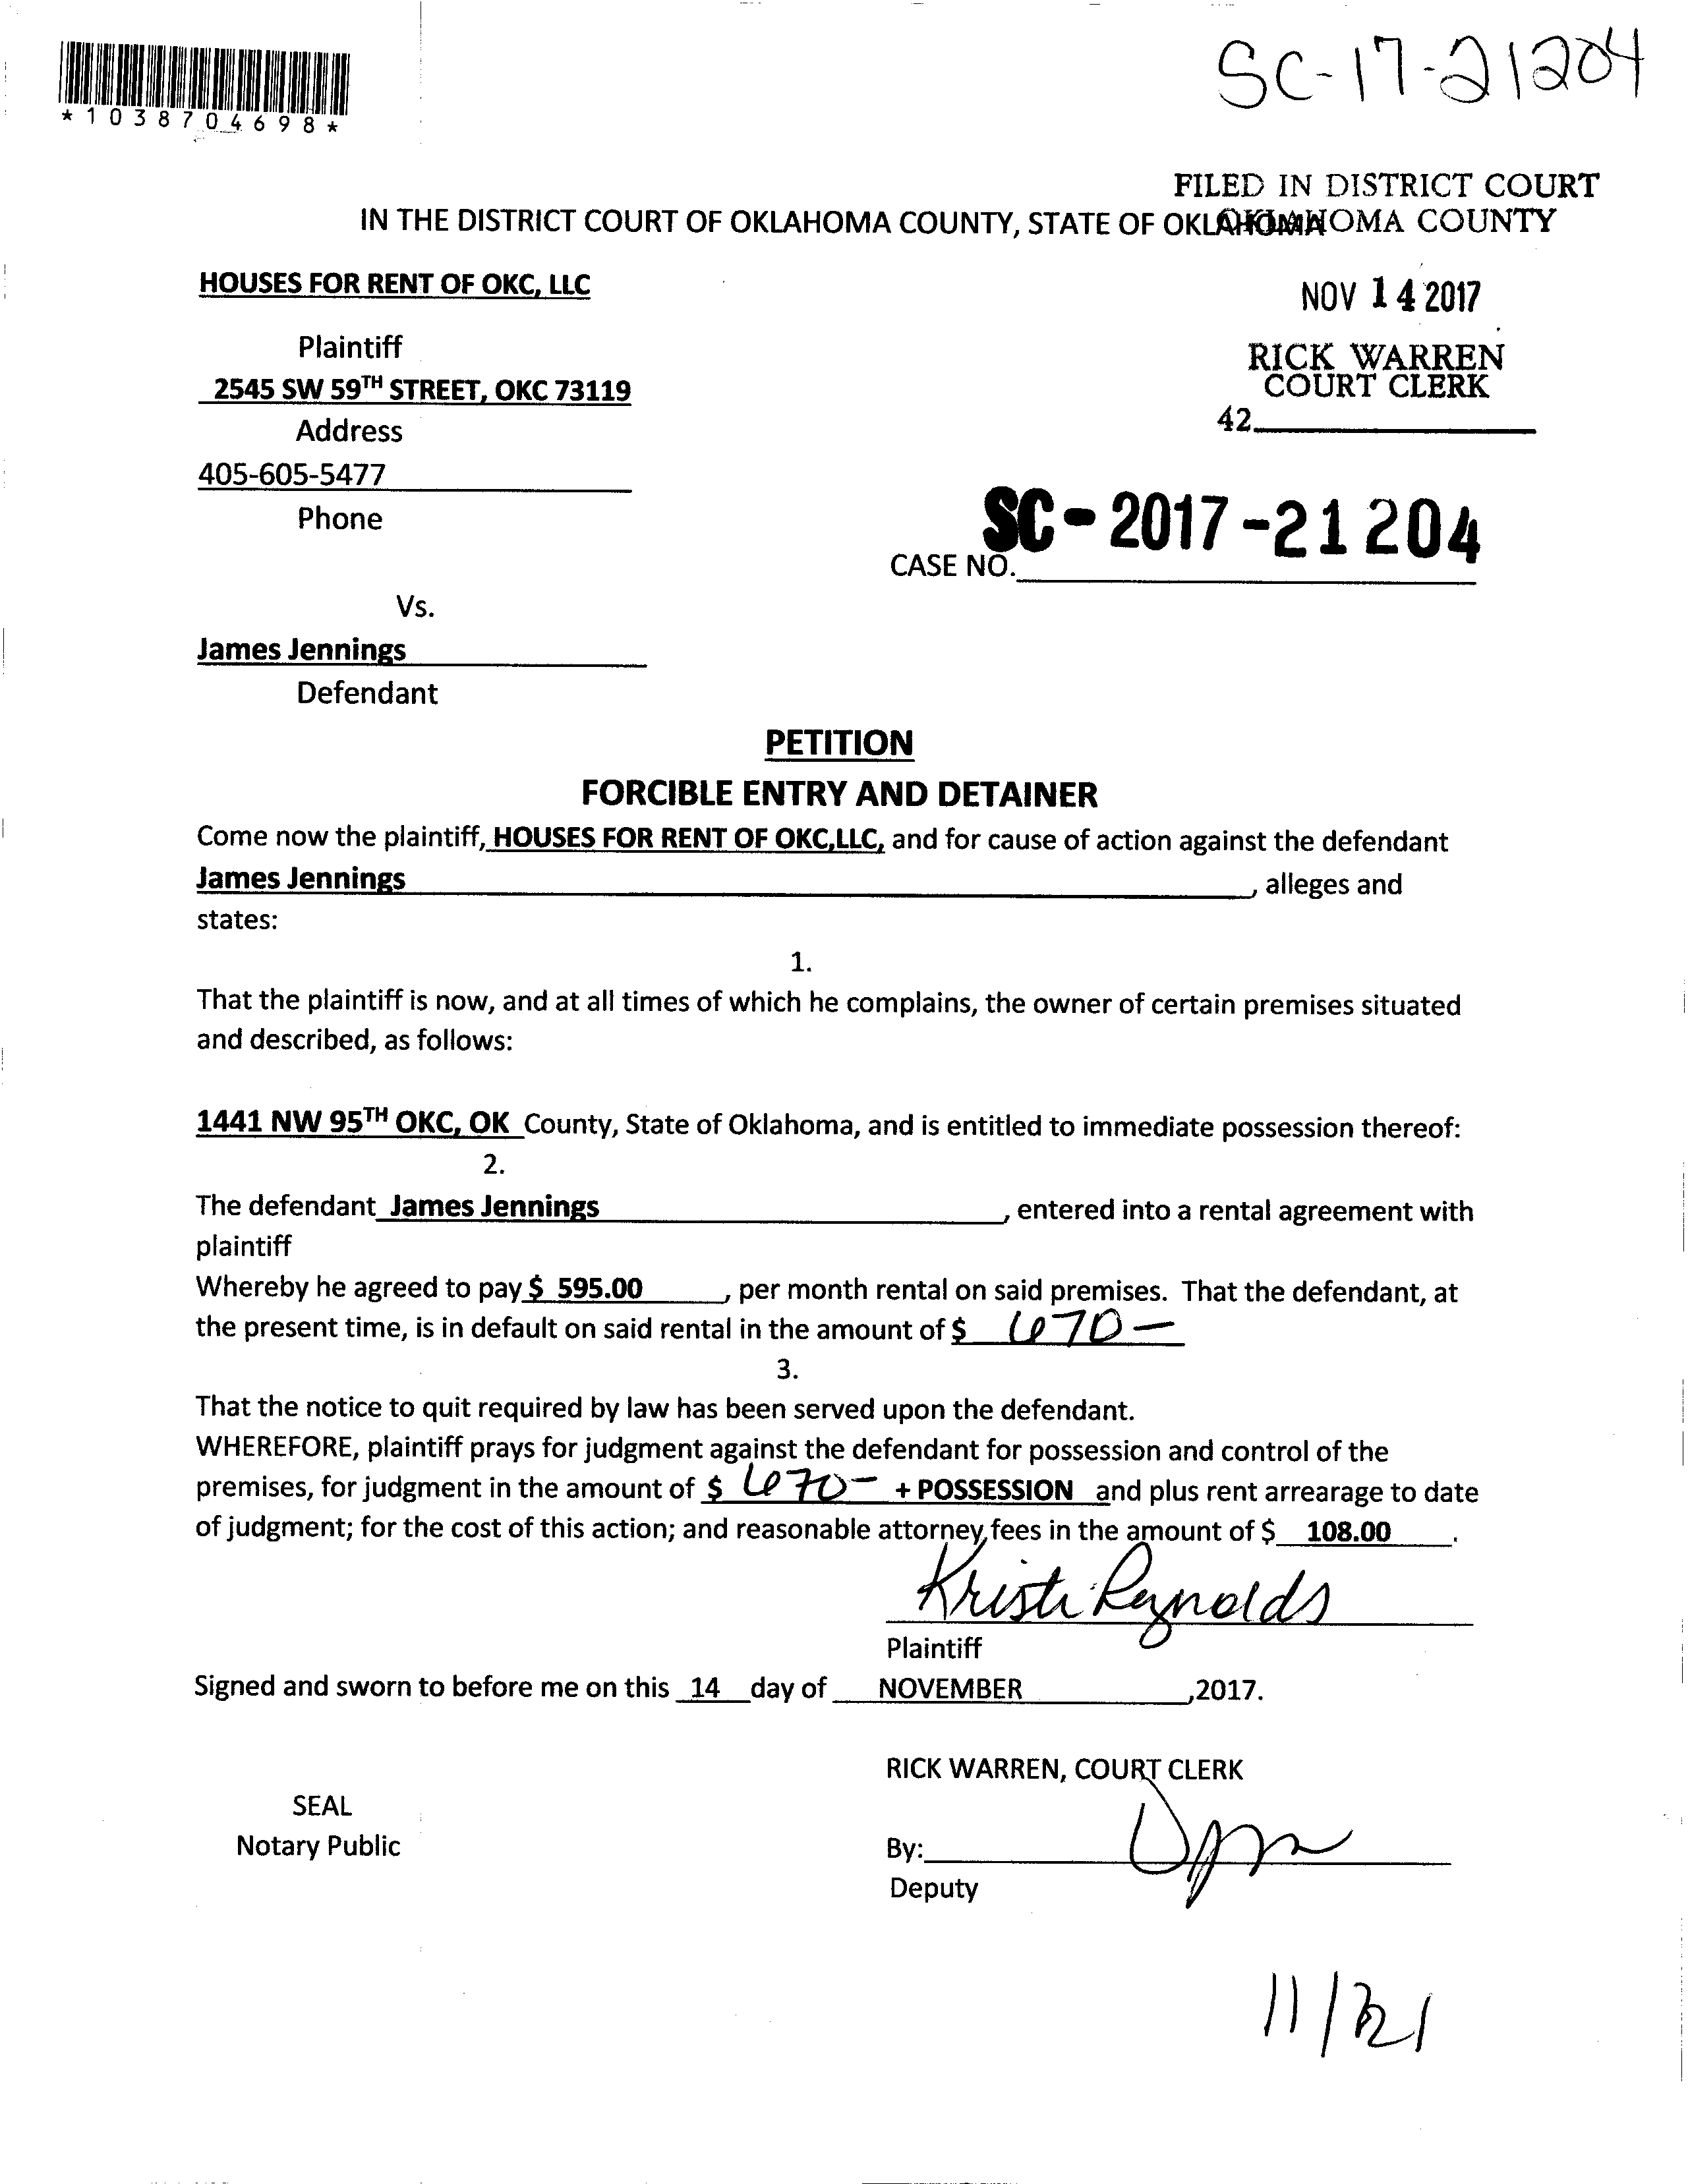 SC-17-21204
*1038704698*
FILED IN DISTRICT COURT
OKLAHOMA COUNTY
IN THE DISTRICT COURT OF OKLAHOMA COUNTY, STATE OF OKLAHOMA
HOUSES FOR RENT OF OKC, LLC
NOV 14 2017
Plaintiff
RICK WARREN
COURT CLERK
2545 SW 59TH STREET, OKC 73119
Address
42
405-605-5477
Phone
SC-2017-21204
CASE NO.
Vs.
James Jennings
Defendant
PETITION
FORCIBLE ENTRY AND DETAINER
Come now the plaintiff, HOUSES FOR RENT OF OKC,LLC, and for cause of action against the defendant
James Jennings, alleges and
states:
1.
That the plaintiff is now, and at all times of which he complains, the owner of certain premises situated
and described, as follows:
1441 NW 95TH OKC, OK County, State of Oklahoma, and is entitled to immediate possession thereof:
2.
The defendant James Jennings, entered into a rental agreement with
plaintiff
Whereby he agreed to pay $ 595.00, per month rental on said premises. That the defendant, at
the present time, is in default on said rental in the amount of $ 670-
3.
That the notice to quit required by law has been served upon the defendant.
WHEREFORE, plaintiff prays for judgment against the defendant for possession and control of the
premises, for judgment in the amount of $ 670- + POSSESSION and plus rent arrearage to date
of judgment; for the cost of this action; and reasonable attorney fees in the amount of $ 108.00.
Kristi Reynolds
Plaintiff
Signed and sworn to before me on this 14 day of NOVEMBER ,2017.
RICK WARREN, COURT CLERK
SEAL
Notary Public
By:
Deputy